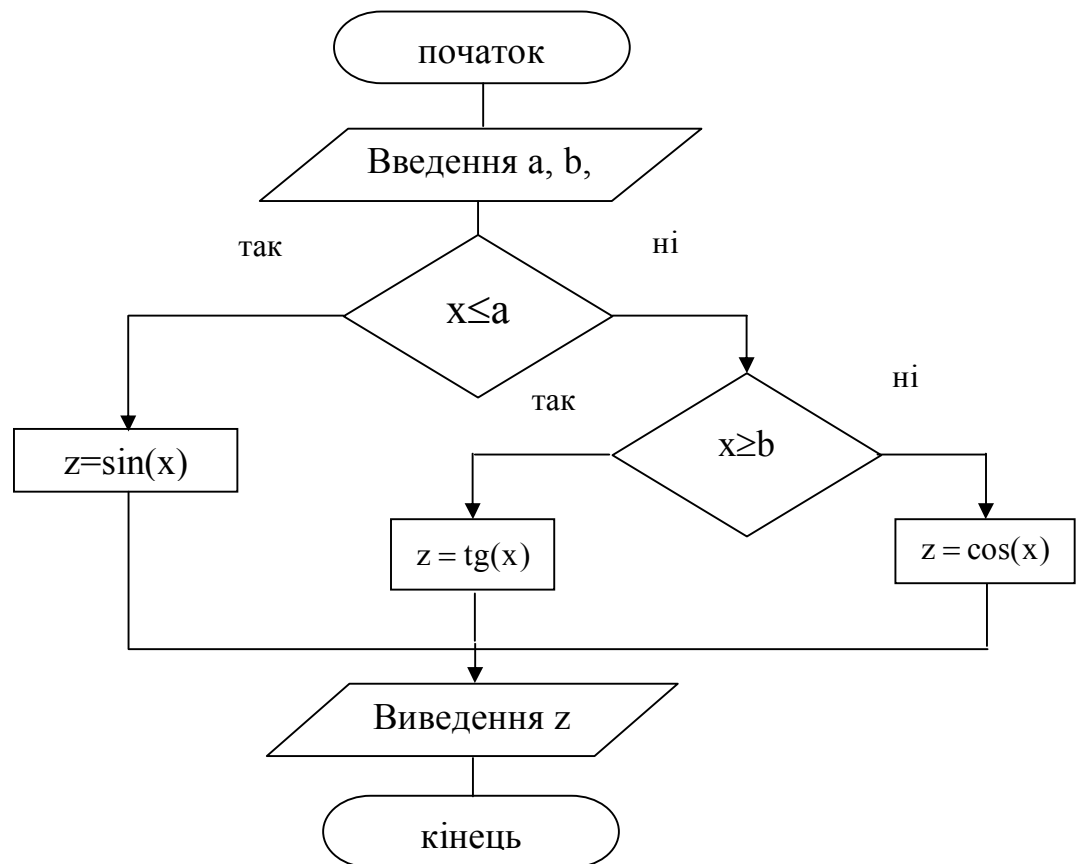 початок
Введення a, b,
так
ні
x≤a
так
ні
x≥b
z=sin(x)
z = tg(x)
z = cos(x)
Виведення z
кінець